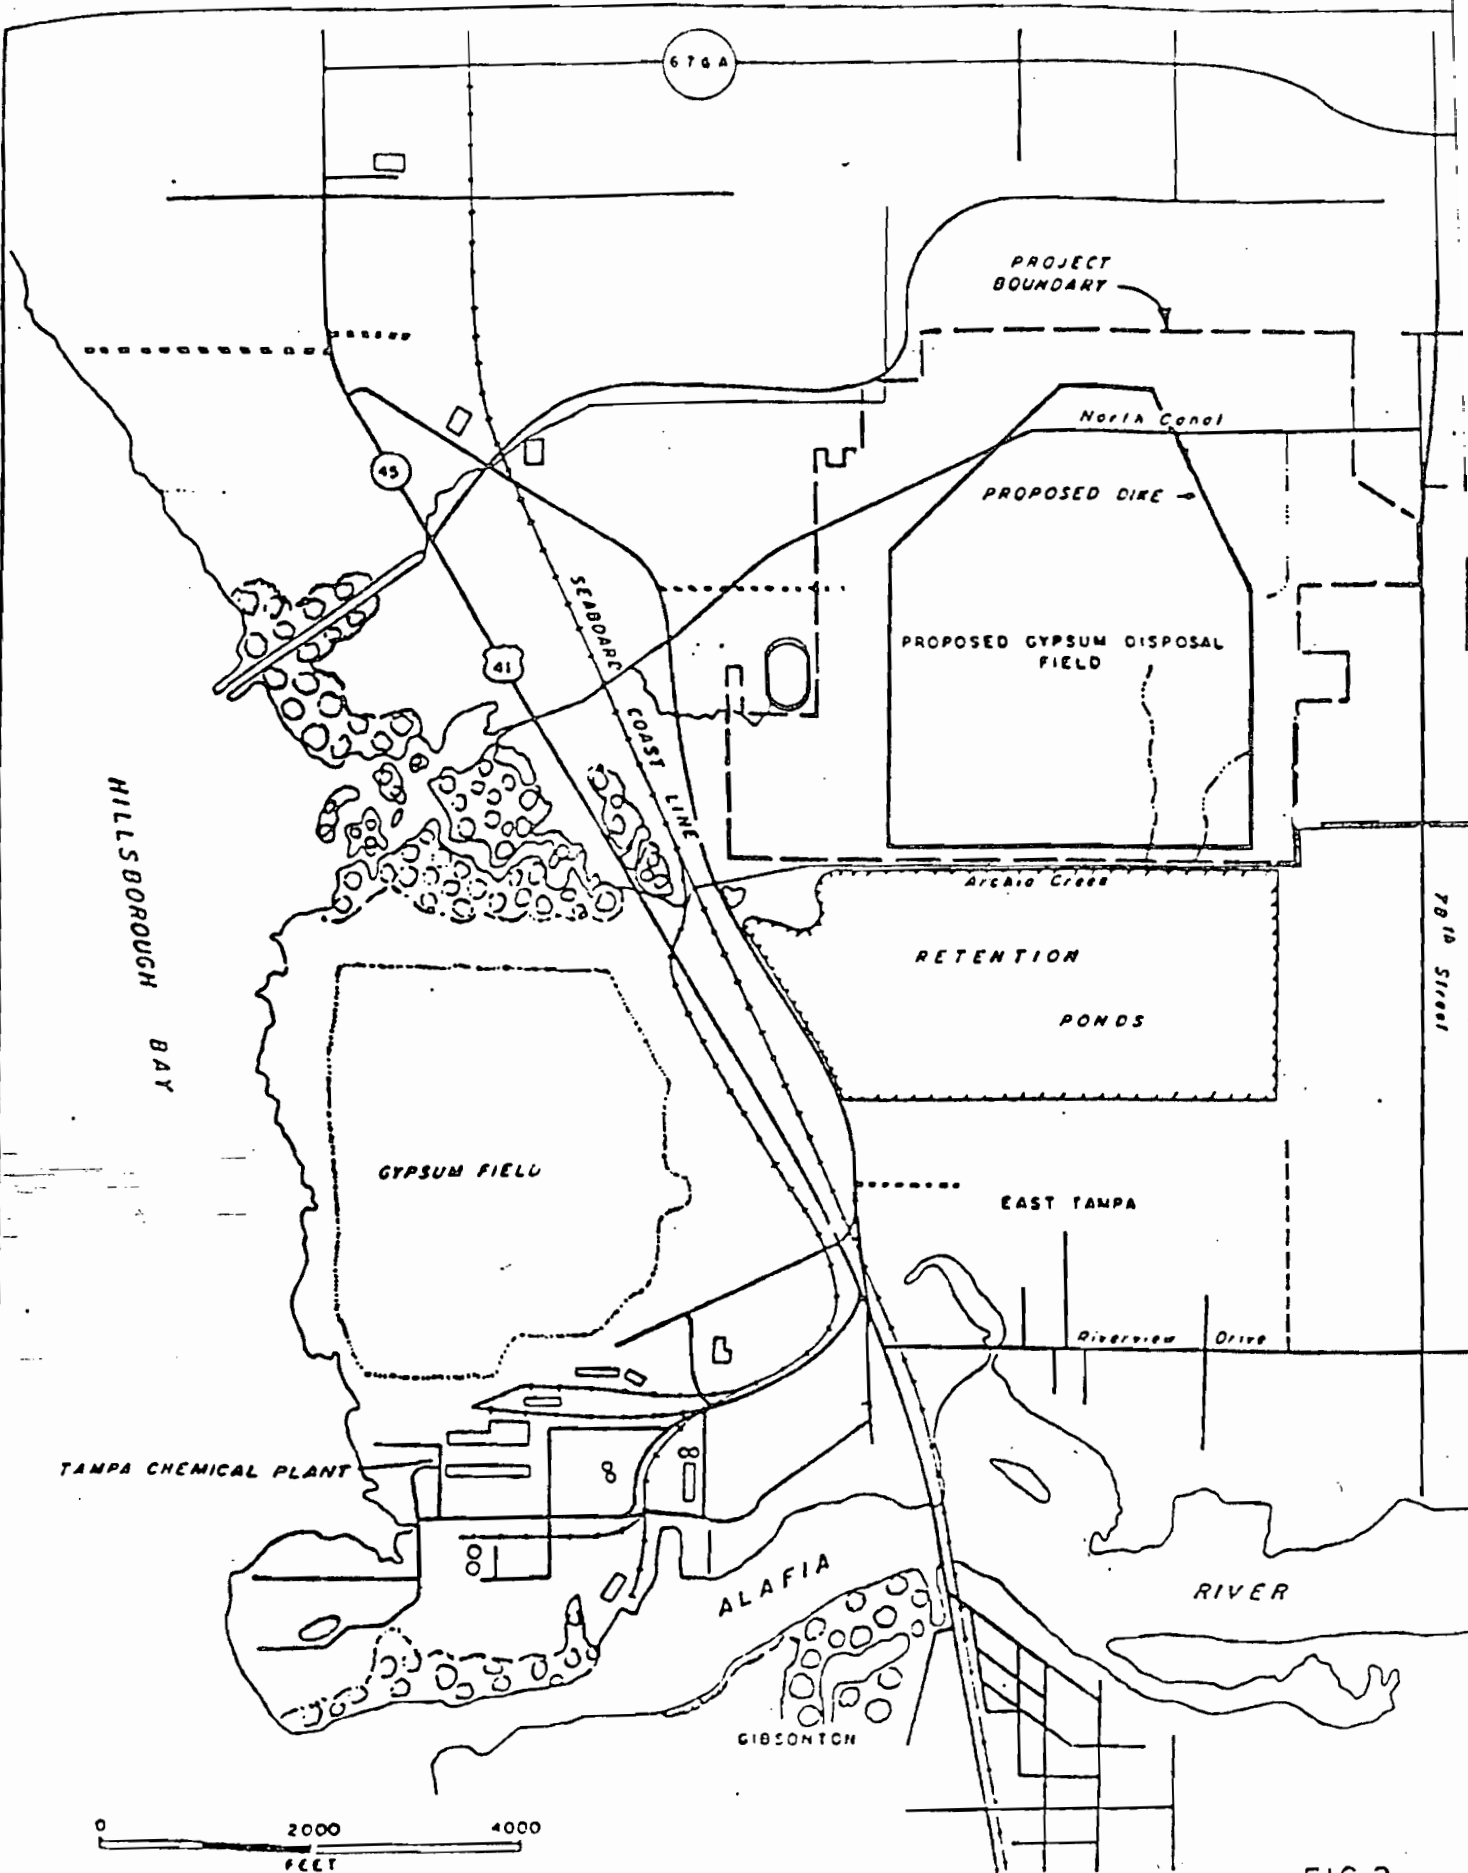 676A
PROJECT
BOUNDARY
North Canal
45
PROPOSED DIKE
SEABOARD
PROPOSED GYPSUM DISPOSAL
FIELD
41
COAST
LINE
HILLSBOROUGH
BAY
Archie Creek
78th Street
RETENTION
PONDS
GYPSUM FIELD
EAST TAMPA
Riverview Drive
TAMPA CHEMICAL PLANT
ALAFIA
RIVER
GIBSONTON
0 2000 4000
FEET